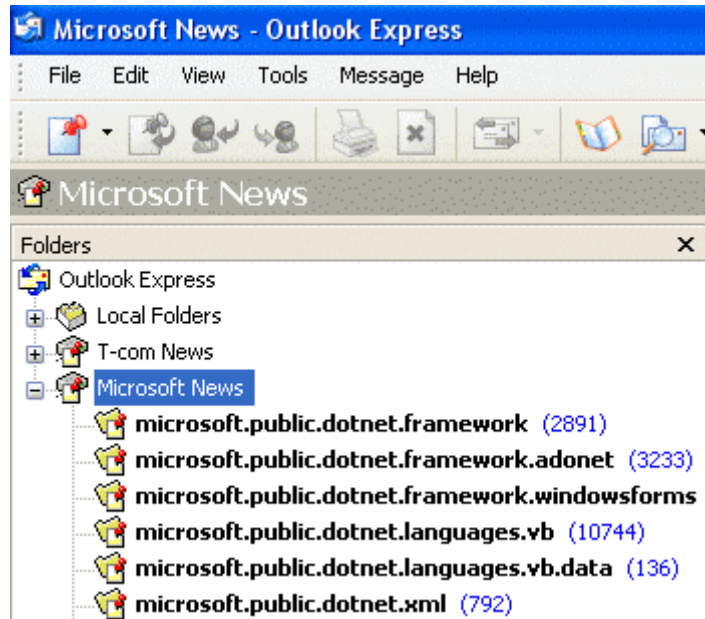 Microsoft News - Outlook Express
File Edit View Tools Message Help
Microsoft News
Folders
Outlook Express
Local Folders
T-com News
Microsoft News
microsoft.public.dotnet.framework (2891)
microsoft.public.dotnet.framework.adonet (3233)
microsoft.public.dotnet.framework.windowsforms
microsoft.public.dotnet.languages.vb (10744)
microsoft.public.dotnet.languages.vb.data (136)
microsoft.public.dotnet.xml (792)